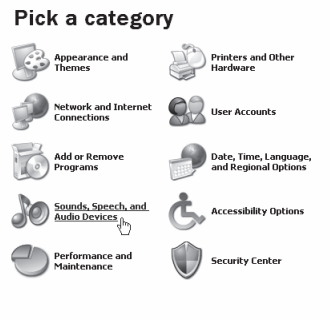 Pick a category
Appearance and
Themes
Printers and Other
Hardware
Network and Internet
Connections
User Accounts
Add or Remove
Programs
Date, Time, Language,
and Regional Options
Sounds, Speech, and
Audio Devices
Accessibility Options
Performance and
Maintenance
Security Center